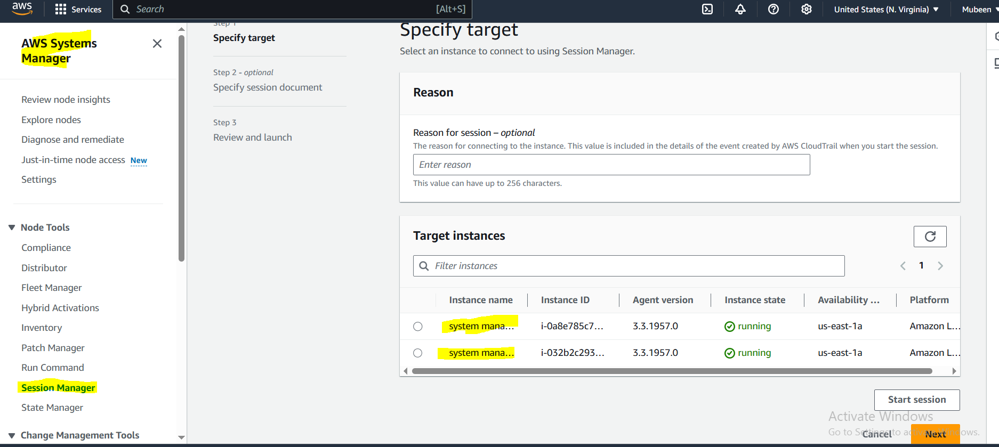 aws
Services
Search
[Alt+S]
United States (N. Virginia)
Mubeen
AWS Systems
Manager
Review node insights
Explore nodes
Diagnose and remediate
Just-in-time node access New
Settings
Node Tools
Compliance
Distributor
Fleet Manager
Hybrid Activations
Inventory
Patch Manager
Run Command
Session Manager
State Manager
Change Management Tools
Step 1
Specify target
Step 2 - optional
Specify session document
Step 3
Review and launch
Specify target
Select an instance to connect to using Session Manager.
Reason
Reason for session – optional
The reason for connecting to the instance. This value is included in the details of the event created by AWS CloudTrail when you start the session.
Enter reason
This value can have up to 256 characters.
Target instances
Filter instances
1
Instance name Instance ID Agent version Instance state Availability ... Platform
system mana... i-0a8e785c7... 3.3.1957.0 running us-east-1a Amazon L...
system mana... i-032b2c293... 3.3.1957.0 running us-east-1a Amazon L...
Start session
Activate Windows
Go to Settings to activate Windows.
Cancel
Next